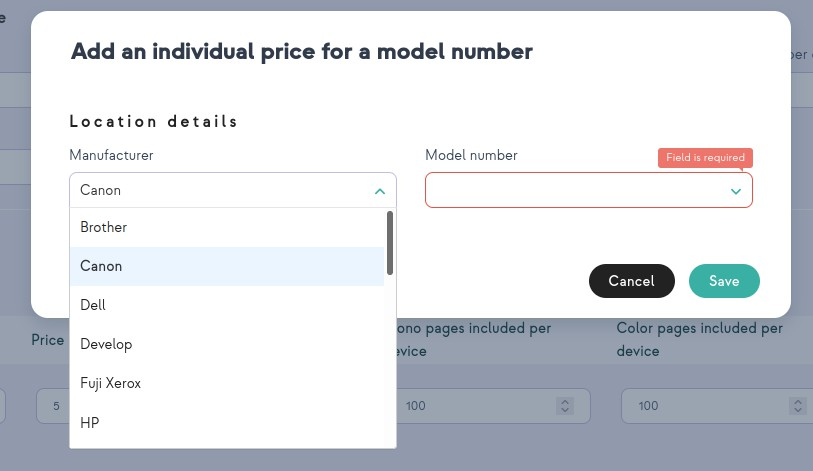 e
Add an individual price for a model number
per
Location details
Manufacturer
Model number
Field is required
Canon
Brother
Canon
Dell
Develop
Fuji Xerox
HP
Cancel
Save
Price
ono pages included per
evice
Color pages included per
device
5
100
100